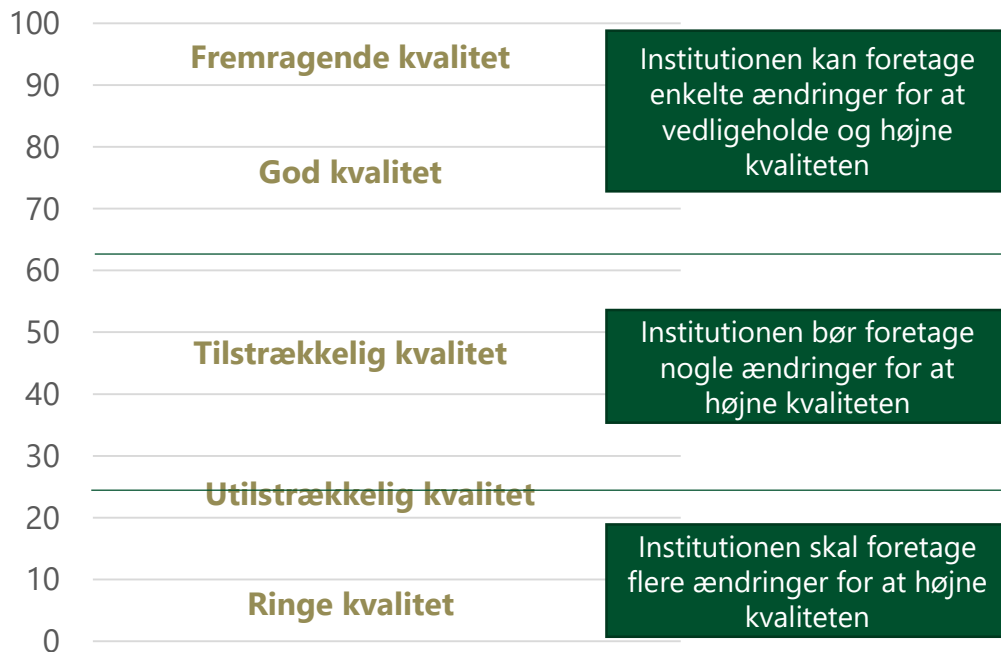 100
Fremragende kvalitet
90
80
God kvalitet
70
60
50
Tilstrækkelig kvalitet
40
30
Utilstrækkelig kvalitet
20
10
Ringe kvalitet
0
Institutionen kan foretage
enkelte ændringer for at
vedligeholde og højne
kvaliteten
Institutionen bør foretage
nogle ændringer for at
højne kvaliteten
Institutionen skal foretage
flere ændringer for at højne
kvaliteten